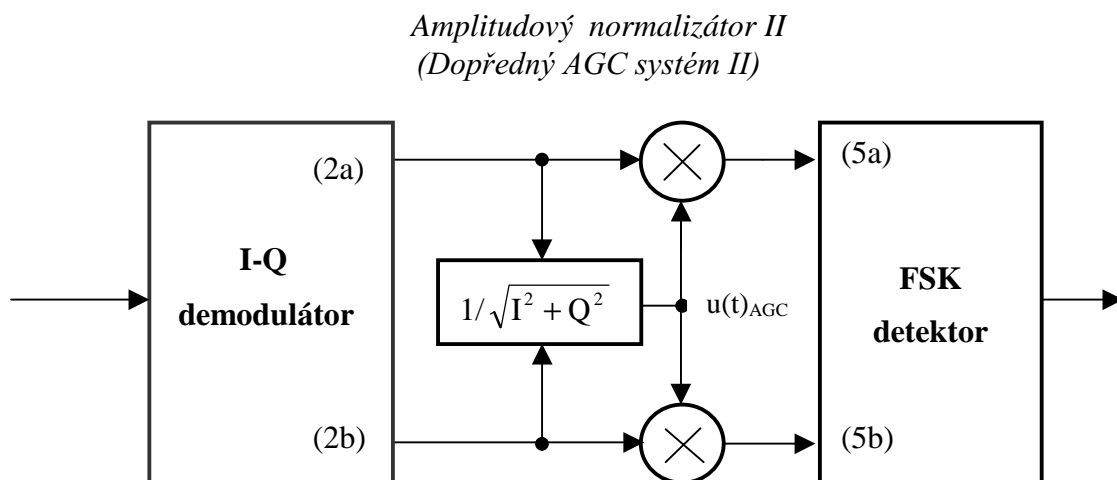 Amplitudový normalizátor II
(Dopředný AGC systém II)
(2a)
(5a)
I-Q
demodulátor
1/√(I² + Q²)
u(t)AGC
FSK
detektor
(2b)
(5b)